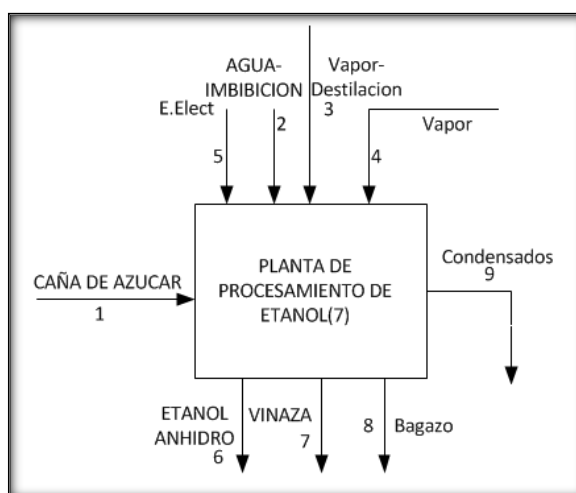 AGUA-
IMBIBICION
2
Vapor-
Destilacion
3
E.Elect
5
Vapor
4
CAÑA DE AZUCAR
1
PLANTA DE
PROCESAMIENTO DE
ETANOL(7)
Condensados
9
ETANOL
ANHIDRO
6
VINAZA
7
8 Bagazo